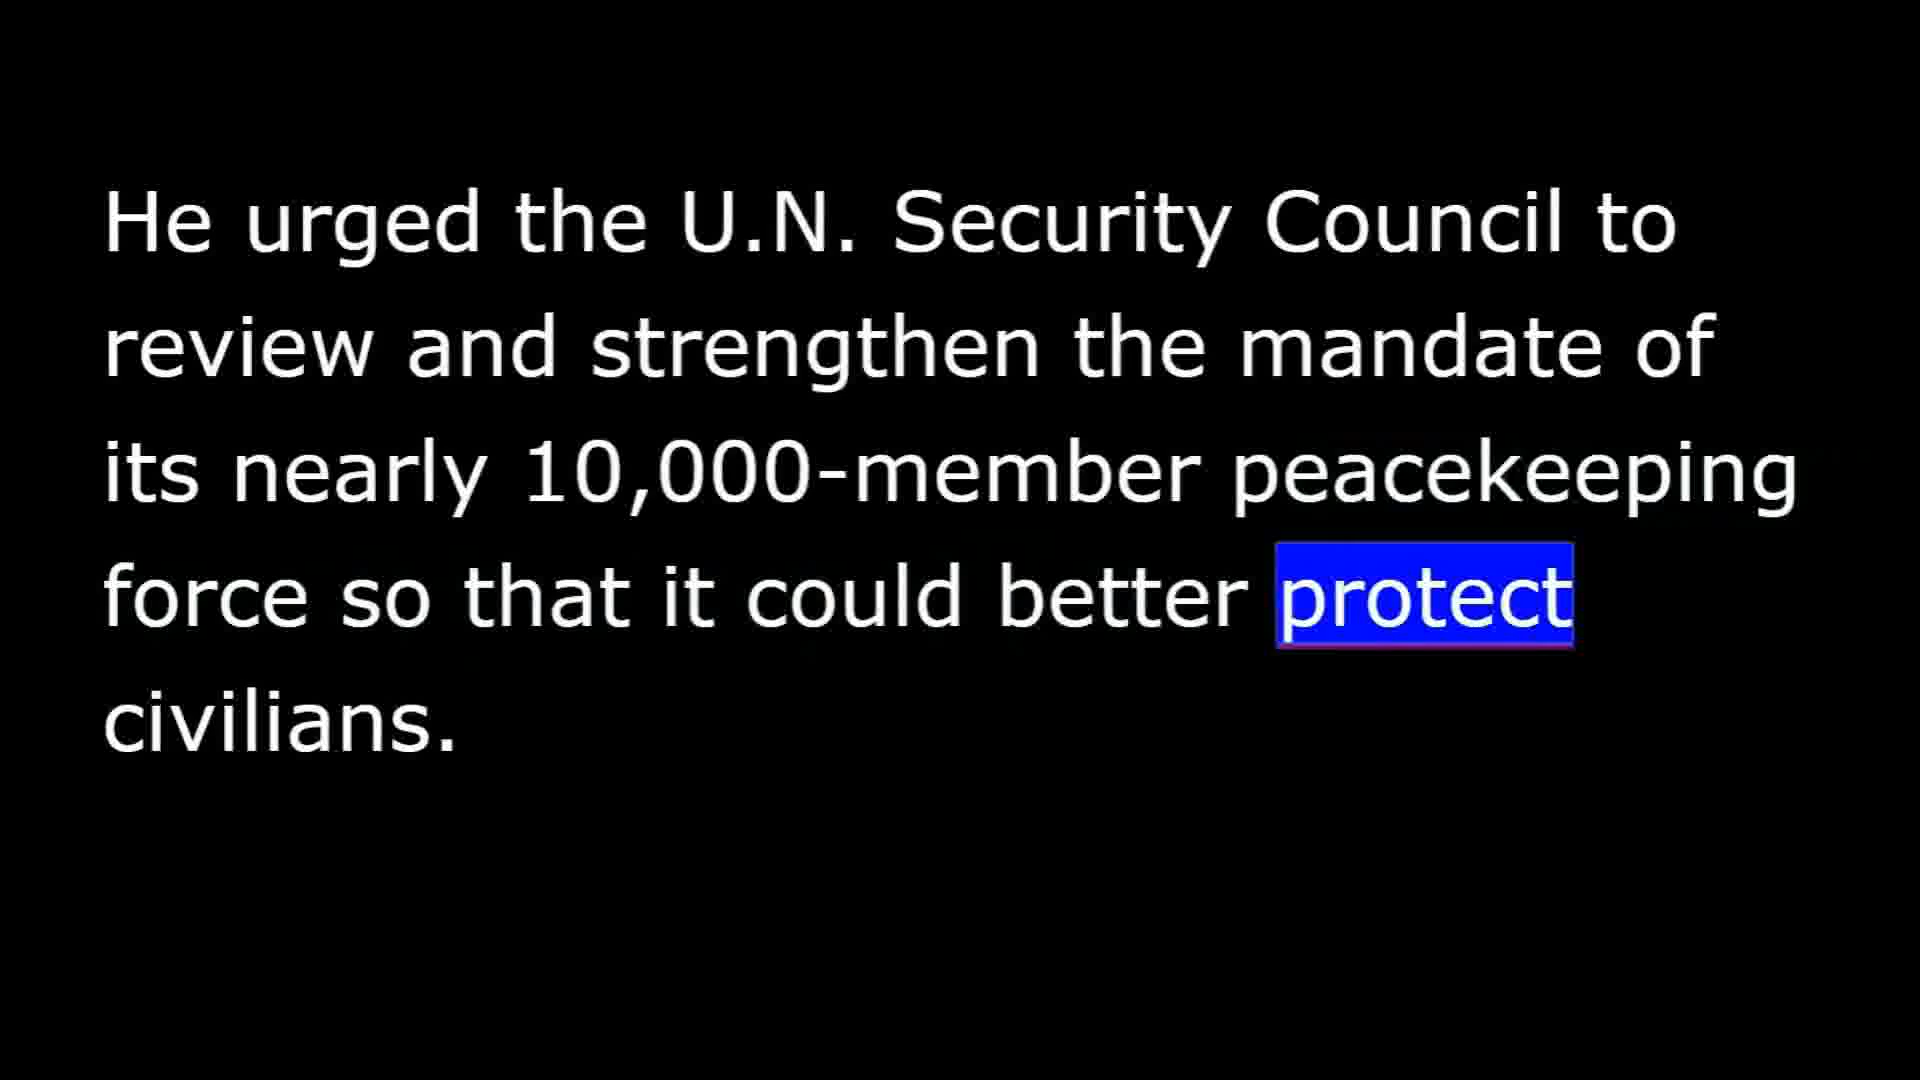 He urged the U.N. Security Council to
review and strengthen the mandate of
its nearly 10,000-member peacekeeping
force so that it could better protect
civilians.